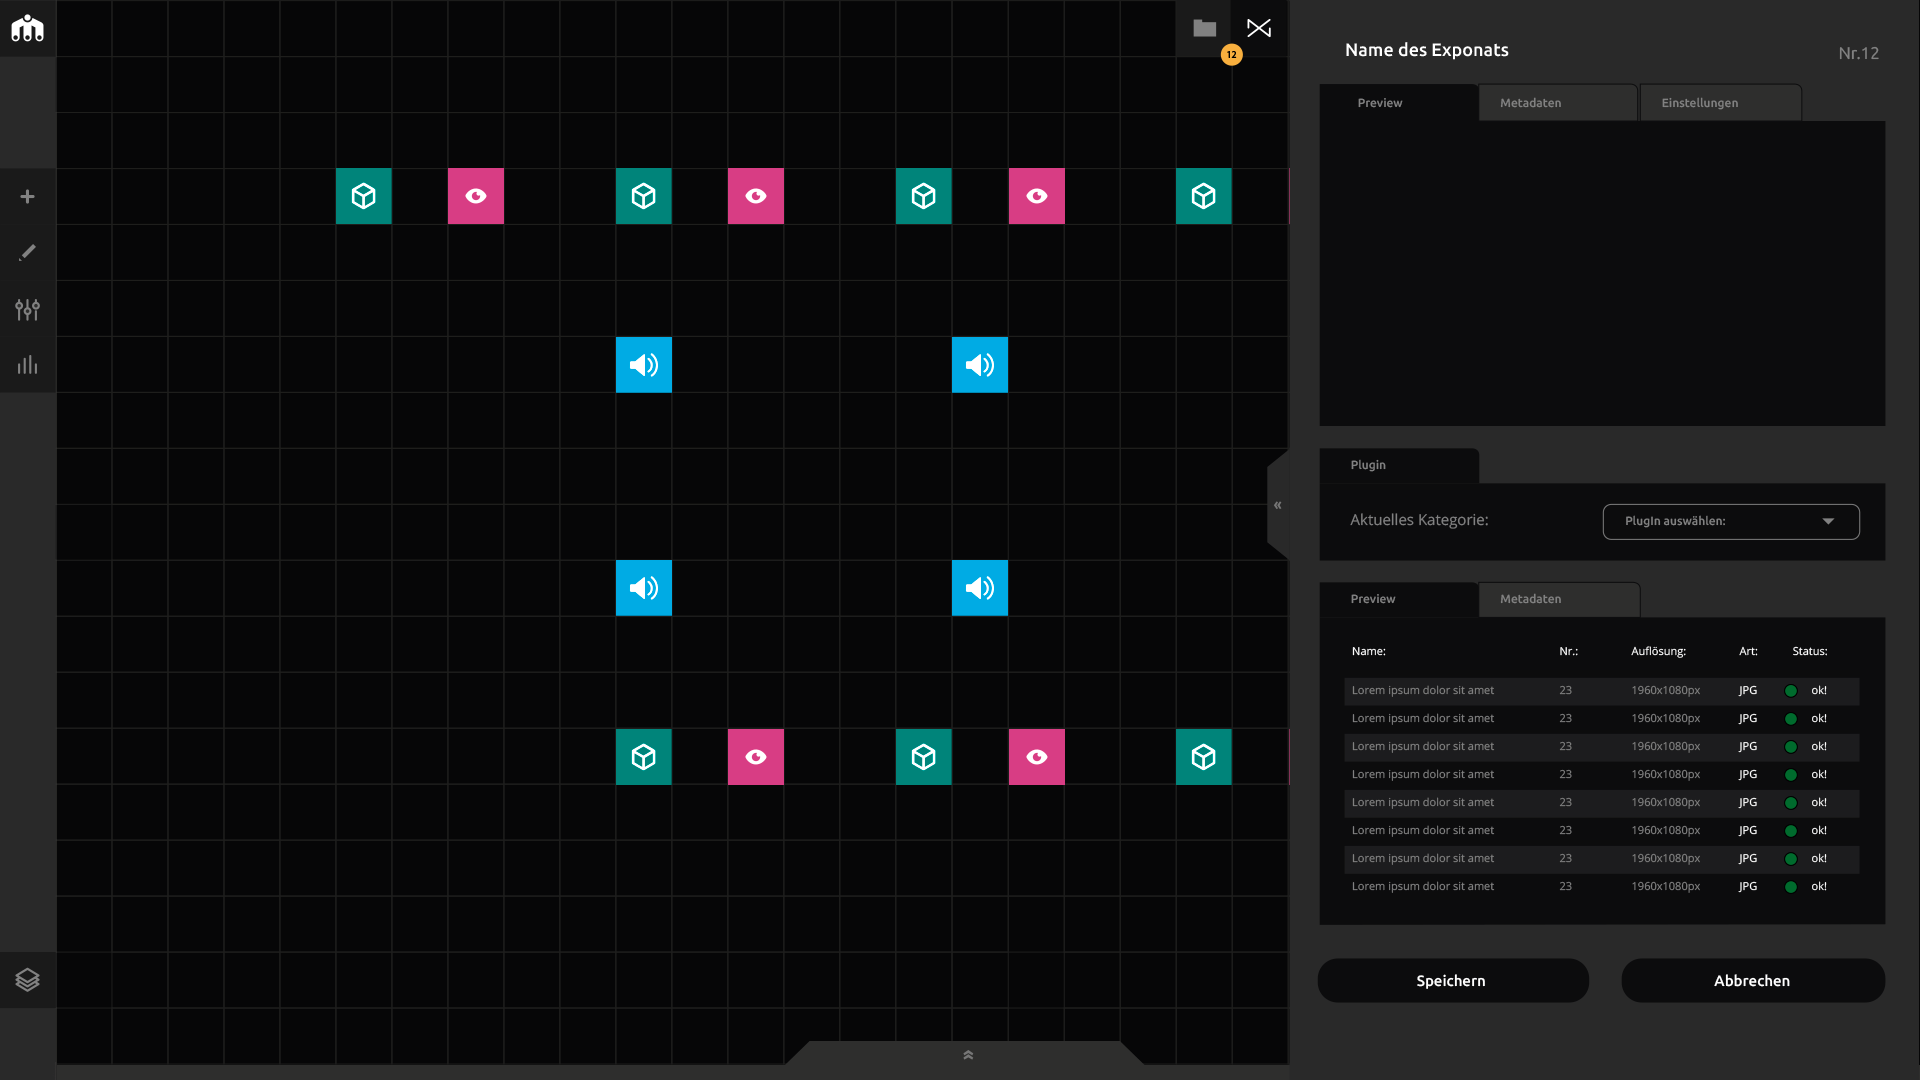 12
Name des Exponats
Nr.12
Preview Metadaten Einstellungen
Plugin
Aktuelles Kategorie: PlugIn auswählen:
Preview Metadaten
Name: Nr.: Auflösung: Art: Status:
Lorem ipsum dolor sit amet 23 1960x1080px JPG ok!
Lorem ipsum dolor sit amet 23 1960x1080px JPG ok!
Lorem ipsum dolor sit amet 23 1960x1080px JPG ok!
Lorem ipsum dolor sit amet 23 1960x1080px JPG ok!
Lorem ipsum dolor sit amet 23 1960x1080px JPG ok!
Lorem ipsum dolor sit amet 23 1960x1080px JPG ok!
Lorem ipsum dolor sit amet 23 1960x1080px JPG ok!
Lorem ipsum dolor sit amet 23 1960x1080px JPG ok!
Speichern Abbrechen